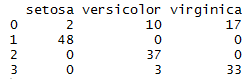 setosa versicolor virginica
0 2 10 17
1 48 0 0
2 0 37 0
3 0 3 33